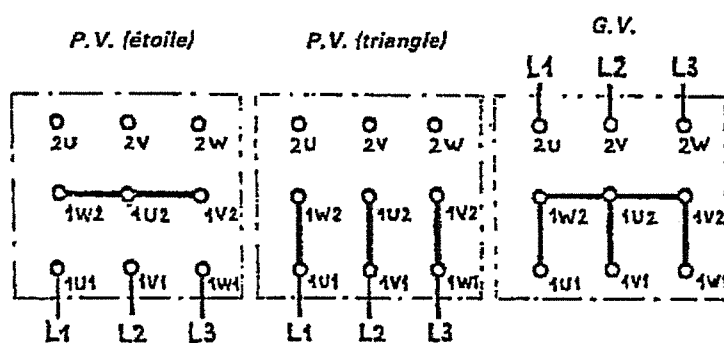 P.V. (étoile) P.V. (triangle) G.V.
L1 L2 L3
2U 2V 2W 2U 2V 2W 2U 2V 2W
1W2 1U2 1V2 1W2 1U2 1V2 1W2 1U2 1V2
1U1 1V1 1W1 1U1 1V1 1W1 1U1 1V1 1W1
L1 L2 L3 L1 L2 L3